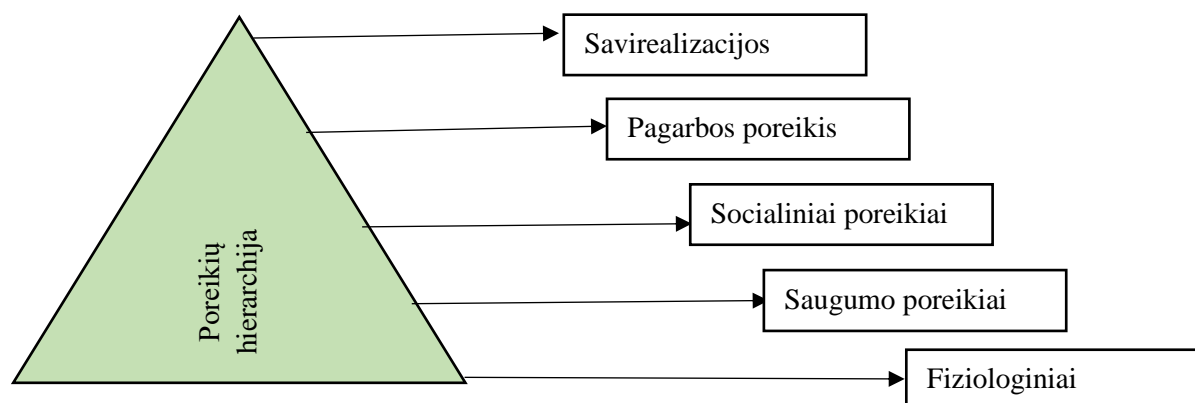 Savirealizacijos
Pagarbos poreikis
Socialiniai poreikiai
Poreikių
hierarchija
Saugumo poreikiai
Fiziologiniai